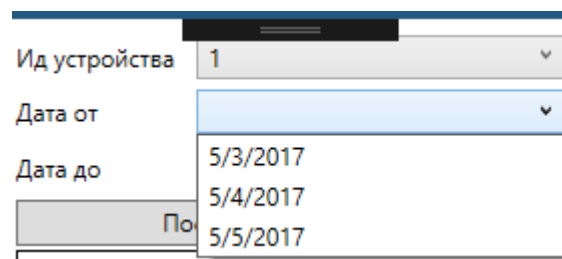 Ид устройства 1
Дата от
5/3/2017
Дата до
5/4/2017
5/5/2017